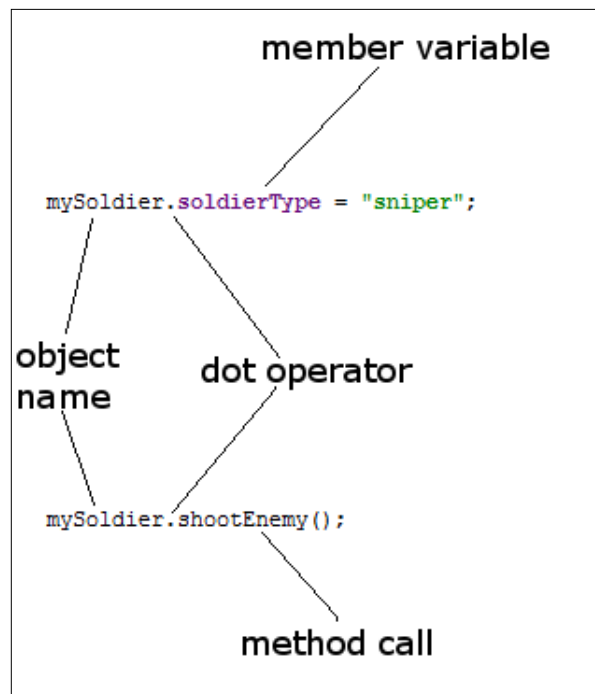 member variable
mySoldier.soldierType = "sniper";
object
name
dot operator
mySoldier.shootEnemy();
method call